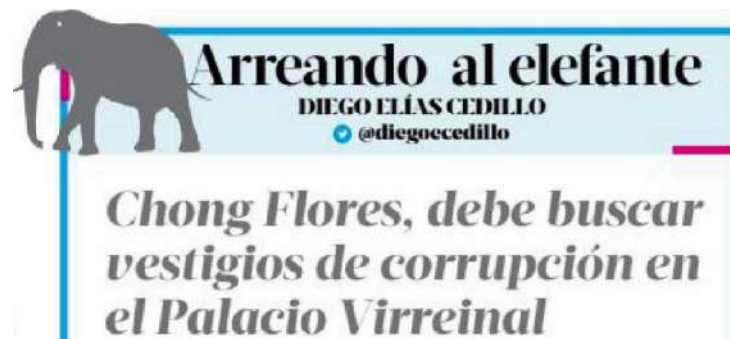 Arreando al elefante
DIEGO ELÍAS CEDILLO
@diegoecedillo
Chong Flores, debe buscar
vestigios de corrupción en
el Palacio Virreinal